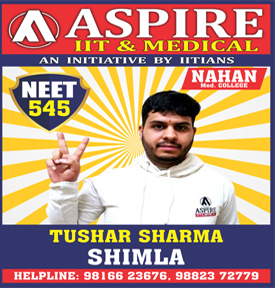 ASPIRE
IIT & MEDICAL
AN INITIATIVE BY IITIANS
NAHAN
Med. COLLEGE
NEET
545
ASPIRE
TUSHAR SHARMA
SHIMLA
HELPLINE: 98166 23676, 98823 72779